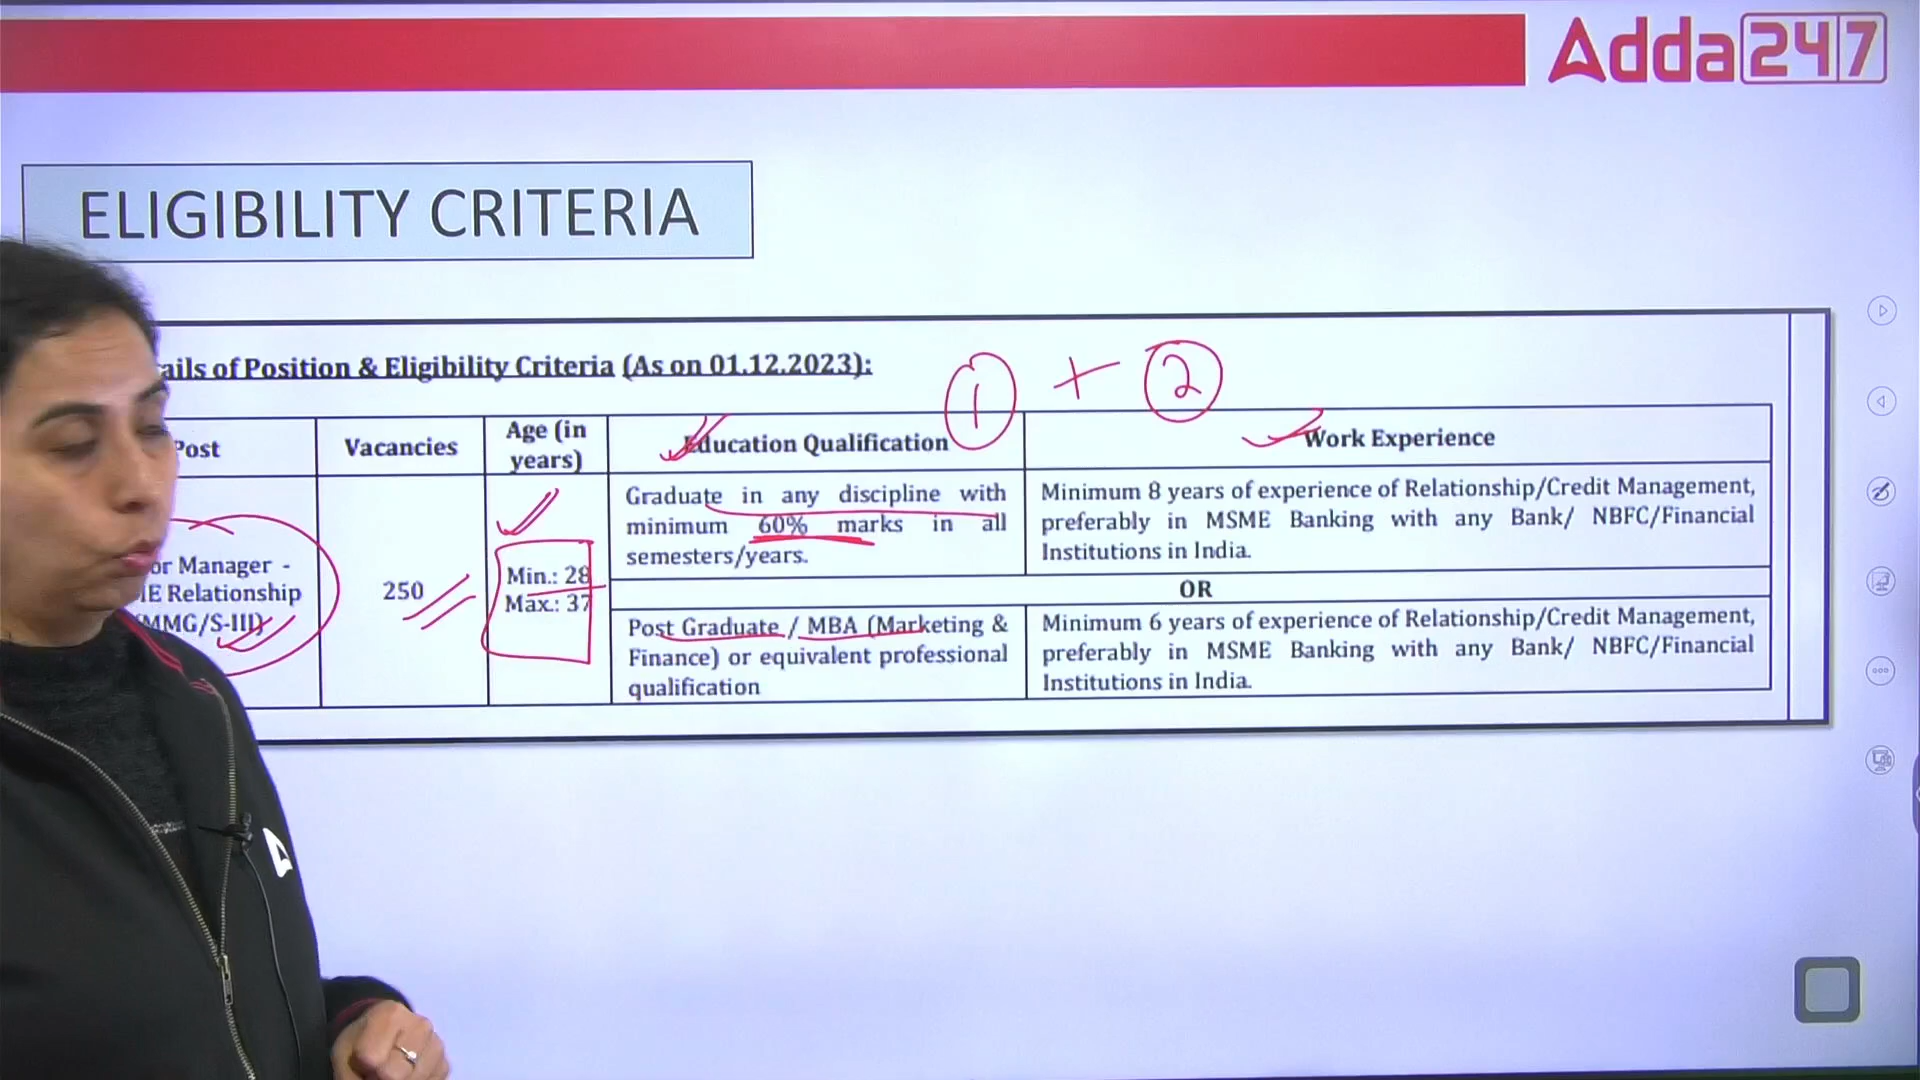 Adda247
ELIGIBILITY CRITERIA
ails of Position & Eligibility Criteria (As on 01.12.2023):
1 + 2
Post
Vacancies
Age (in
years)
Education Qualification
Work Experience
or Manager -
IE Relationship
(MMG/S-III)
250
Min.: 28
Max.: 37
Graduate in any discipline with
minimum 60% marks in all
semesters/years.
Minimum 8 years of experience of Relationship/Credit Management,
preferably in MSME Banking with any Bank/ NBFC/Financial
Institutions in India.
OR
Post Graduate / MBA (Marketing &
Finance) or equivalent professional
qualification
Minimum 6 years of experience of Relationship/Credit Management,
preferably in MSME Banking with any Bank/ NBFC/Financial
Institutions in India.